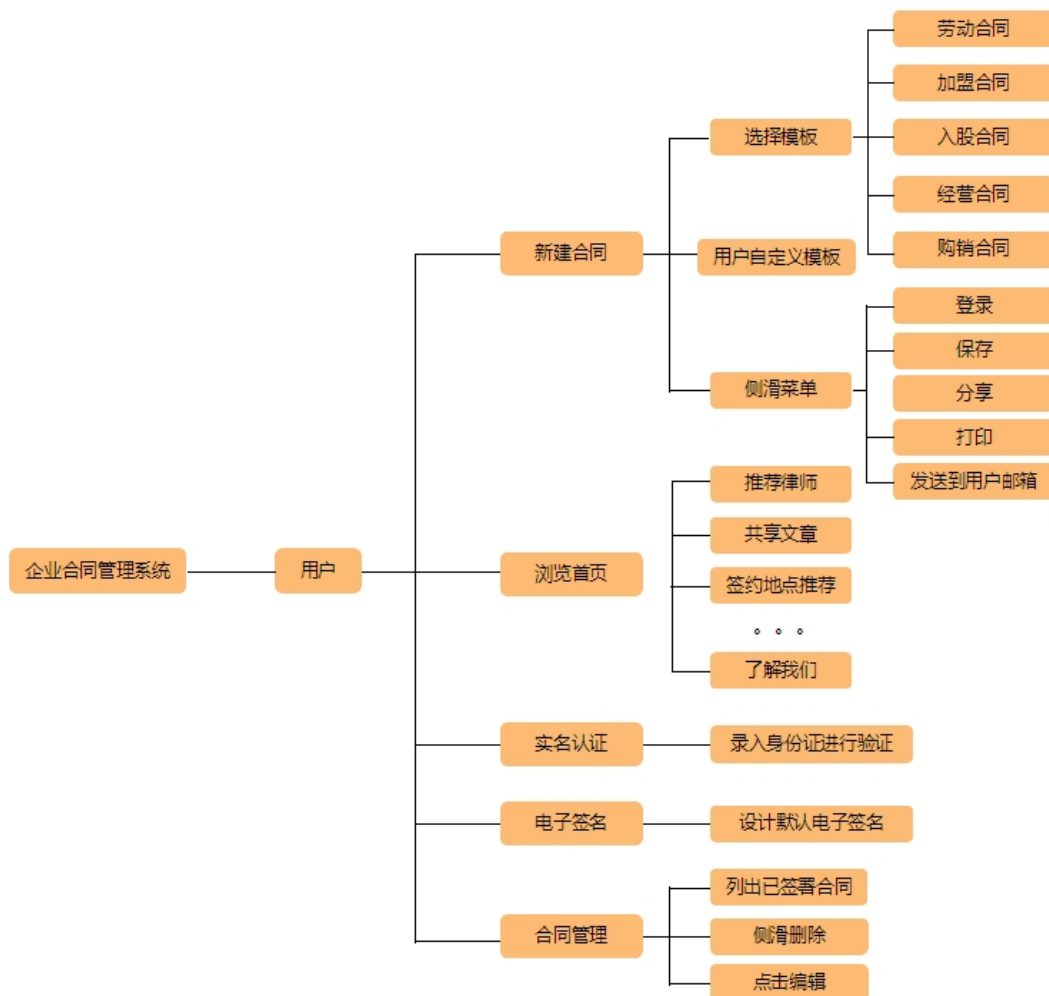 劳动合同
加盟合同
选择模板
入股合同
经营合同
新建合同
用户自定义模板
购销合同
登录
保存
侧滑菜单
分享
打印
推荐律师
发送到用户邮箱
共享文章
企业合同管理系统
用户
浏览首页
签约地点推荐
。。。
了解我们
实名认证
录入身份证进行验证
电子签名
设计默认电子签名
列出已签署合同
合同管理
侧滑删除
点击编辑